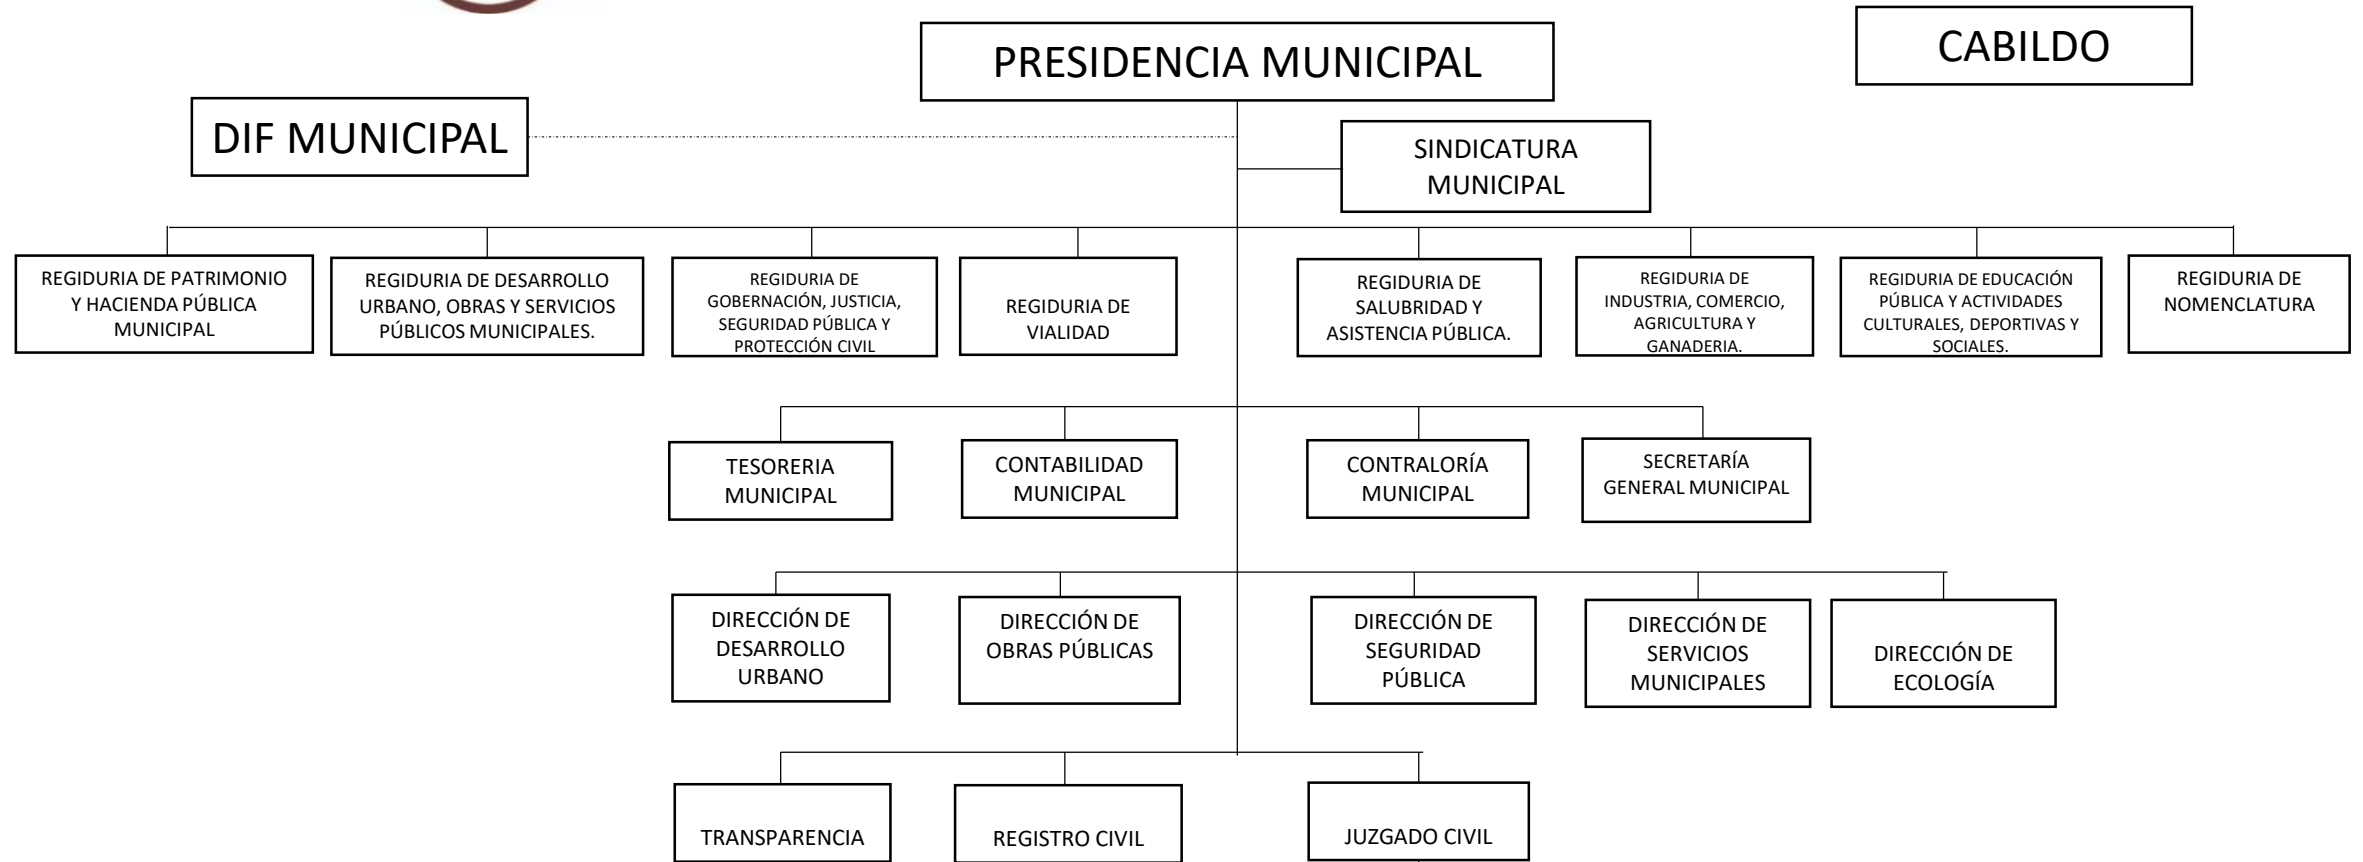 PRESIDENCIA MUNICIPAL
CABILDO
DIF MUNICIPAL
SINDICATURA
MUNICIPAL
REGIDURIA DE PATRIMONIO
Y HACIENDA PÚBLICA
MUNICIPAL
REGIDURIA DE DESARROLLO
URBANO, OBRAS Y SERVICIOS
PÚBLICOS MUNICIPALES.
REGIDURIA DE
GOBERNACIÓN, JUSTICIA,
SEGURIDAD PÚBLICA Y
PROTECCIÓN CIVIL
REGIDURIA DE
VIALIDAD
REGIDURIA DE
SALUBRIDAD Y
ASISTENCIA PÚBLICA.
REGIDURIA DE
INDUSTRIA, COMERCIO,
AGRICULTURA Y
GANADERIA.
REGIDURIA DE EDUCACIÓN
PÚBLICA Y ACTIVIDADES
CULTURALES, DEPORTIVAS Y
SOCIALES.
REGIDURIA DE
NOMENCLATURA
TESORERIA
MUNICIPAL
CONTABILIDAD
MUNICIPAL
CONTRALORÍA
MUNICIPAL
SECRETARÍA
GENERAL MUNICIPAL
DIRECCIÓN DE
DESARROLLO
URBANO
DIRECCIÓN DE
OBRAS PÚBLICAS
DIRECCIÓN DE
SEGURIDAD
PÚBLICA
DIRECCIÓN DE
SERVICIOS
MUNICIPALES
DIRECCIÓN DE
ECOLOGÍA
TRANSPARENCIA
REGISTRO CIVIL
JUZGADO CIVIL